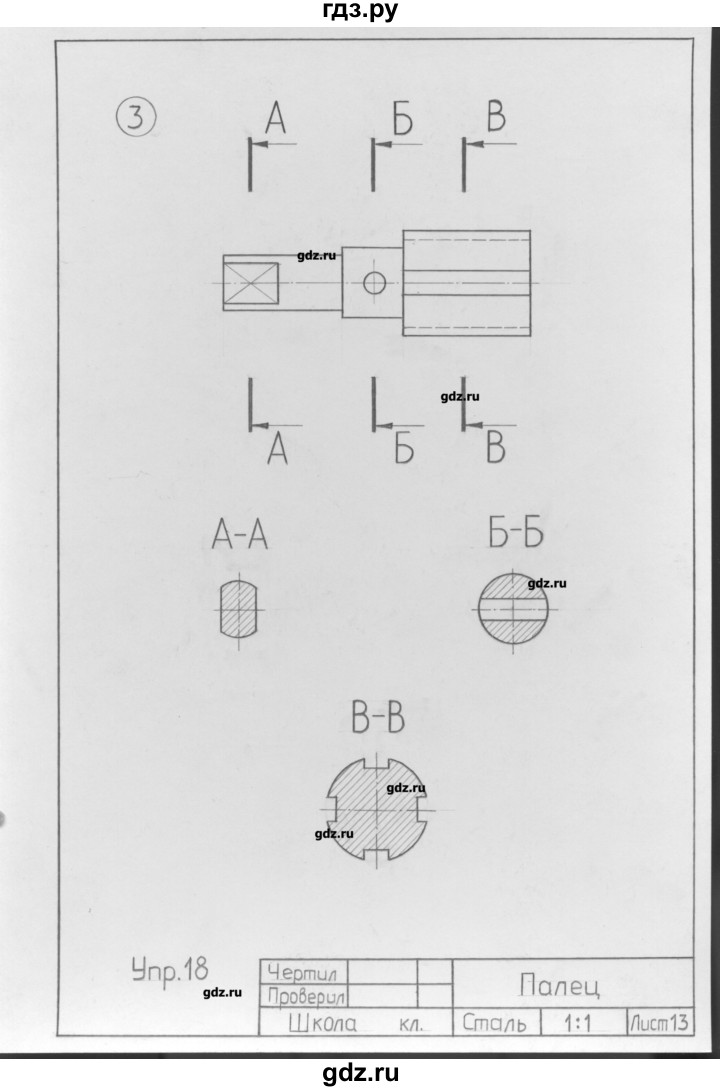 гдз.ру
3
А Б В
gdz.ru
gdz.ru
А Б В
А-А
Б-Б
gdz.ru
В-В
gdz.ru
gdz.ru
Упр.18
gdz.ru
Чертил
Проверил
Палец
Школа кл. Сталь 1:1 Лист13
gdz.ru